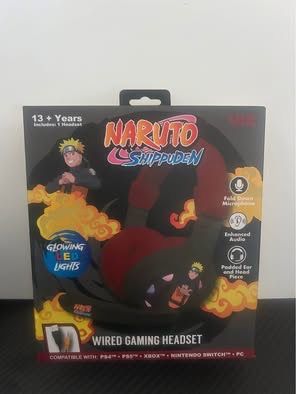 13 + Years
Includes: 1 Headset
NARUTO
SHIPPUDEN
Fold Down
Microphone
Enhanced
Audio
Padded Ear
and Head
Piece
GLOWING
LED
LIGHTS
NARUTO
WIRED GAMING HEADSET
COMPATIBLE WITH: PS4™ • PS5™ • XBOX™ • NINTENDO SWITCH™ • PC